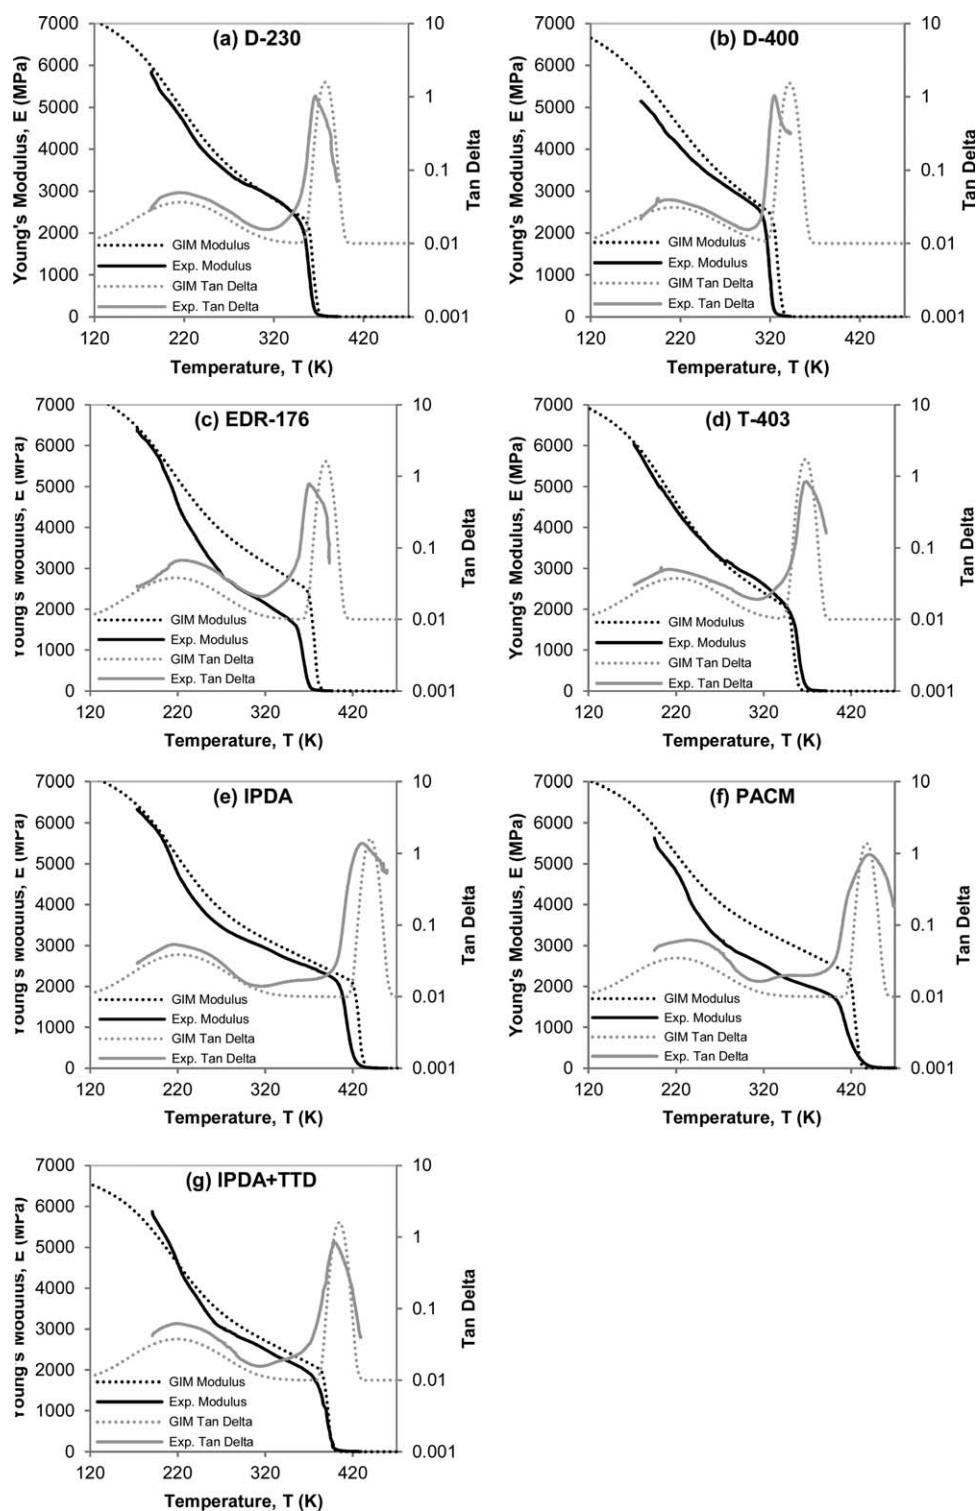 (a) D-230
Young's Modulus, E (MPa)
7000
6000
5000
4000
3000
2000
1000
0
GIM Modulus
Exp. Modulus
GIM Tan Delta
Exp. Tan Delta
10
1
0.1
0.01
0.001
Tan Delta
120 220 320 420
Temperature, T (K)
(b) D-400
Young's Modulus, E (MPa)
7000
6000
5000
4000
3000
2000
1000
0
GIM Modulus
Exp. Modulus
GIM Tan Delta
Exp. Tan Delta
10
1
0.1
0.01
0.001
Tan Delta
120 220 320 420
Temperature, T (K)
(c) EDR-176
Young's Modulus, E (MPa)
7000
6000
5000
4000
3000
2000
1000
0
GIM Modulus
Exp. Modulus
GIM Tan Delta
Exp. Tan Delta
10
1
0.1
0.01
0.001
Tan Delta
120 220 320 420
Temperature, T (K)
(d) T-403
Young's Modulus, E (MPa)
7000
6000
5000
4000
3000
2000
1000
0
GIM Modulus
Exp. Modulus
GIM Tan Delta
Exp. Tan Delta
10
1
0.1
0.01
0.001
Tan Delta
120 220 320 420
Temperature, T (K)
(e) IPDA
Young's Modulus, E (MPa)
7000
6000
5000
4000
3000
2000
1000
0
GIM Modulus
Exp. Modulus
GIM Tan Delta
Exp. Tan Delta
10
1
0.1
0.01
0.001
Tan Delta
120 220 320 420
Temperature, T (K)
(f) PACM
Young's Modulus, E (MPa)
7000
6000
5000
4000
3000
2000
1000
0
GIM Modulus
Exp. Modulus
GIM Tan Delta
Exp. Tan Delta
10
1
0.1
0.01
0.001
Tan Delta
120 220 320 420
Temperature, T (K)
(g) IPDA+TTD
Young's Modulus, E (MPa)
7000
6000
5000
4000
3000
2000
1000
0
GIM Modulus
Exp. Modulus
GIM Tan Delta
Exp. Tan Delta
10
1
0.1
0.01
0.001
Tan Delta
120 220 320 420
Temperature, T (K)